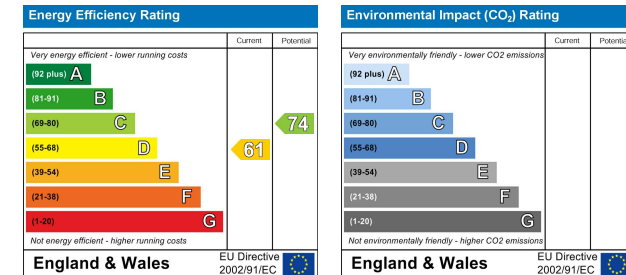 Energy Efficiency Rating
Current Potential
Very energy efficient - lower running costs
(92 plus) A
(81-91) B
(69-80) C
74
(55-68) D
61
(39-54) E
(21-38) F
(1-20) G
Not energy efficient - higher running costs
England & Wales
EU Directive
2002/91/EC
Environmental Impact (CO₂) Rating
Current Potential
Very environmentally friendly - lower CO2 emissions
(92 plus) A
(81-91) B
(69-80) C
(55-68) D
(39-54) E
(21-38) F
(1-20) G
Not environmentally friendly - higher CO2 emissions
England & Wales
EU Directive
2002/91/EC